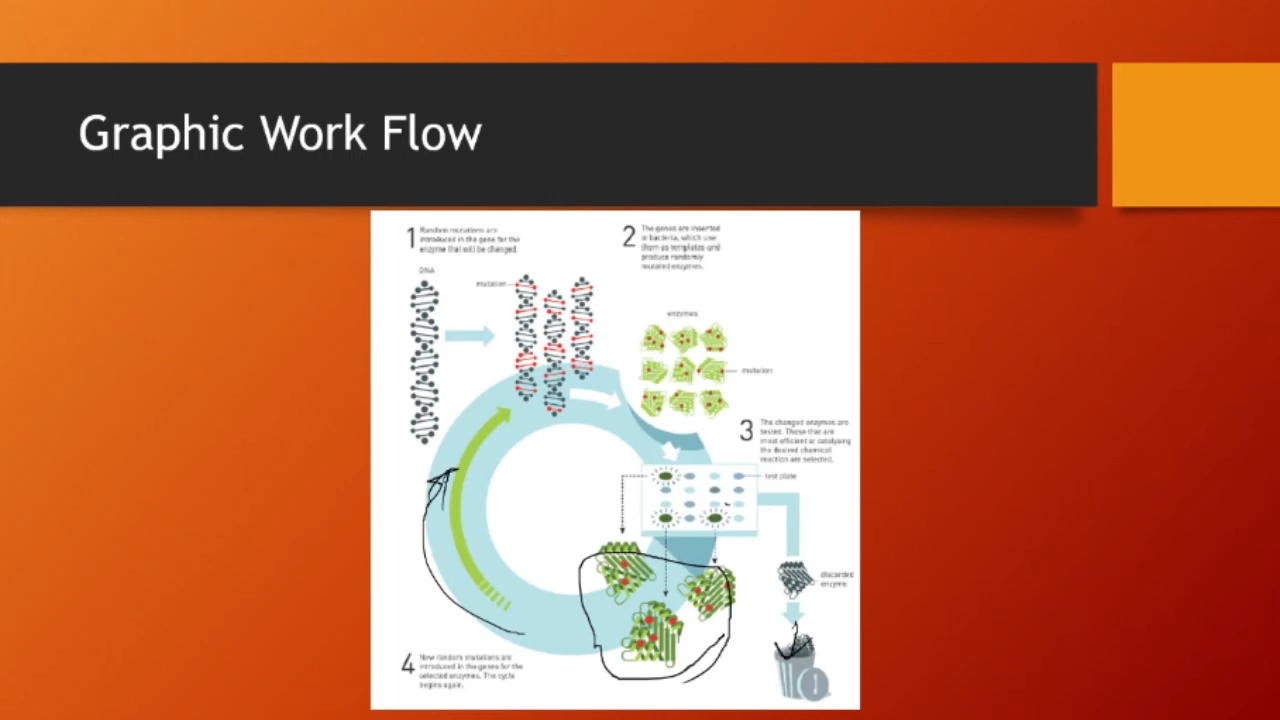 Graphic Work Flow
1 Random mutations are
introduced in the gene for the
enzyme that will be changed.
DNA
mutation
2 The genes are inserted
in bacteria, which use
them as templates and
produce randomly
mutated enzymes.
enzymes
mutation
3 The changed enzymes are
tested. Those that are
most efficient at catalysing
the desired chemical
reaction are selected.
test plate
discarded
enzyme
4 New random mutations are
introduced in the genes for the
selected enzymes. The cycle
begins again.